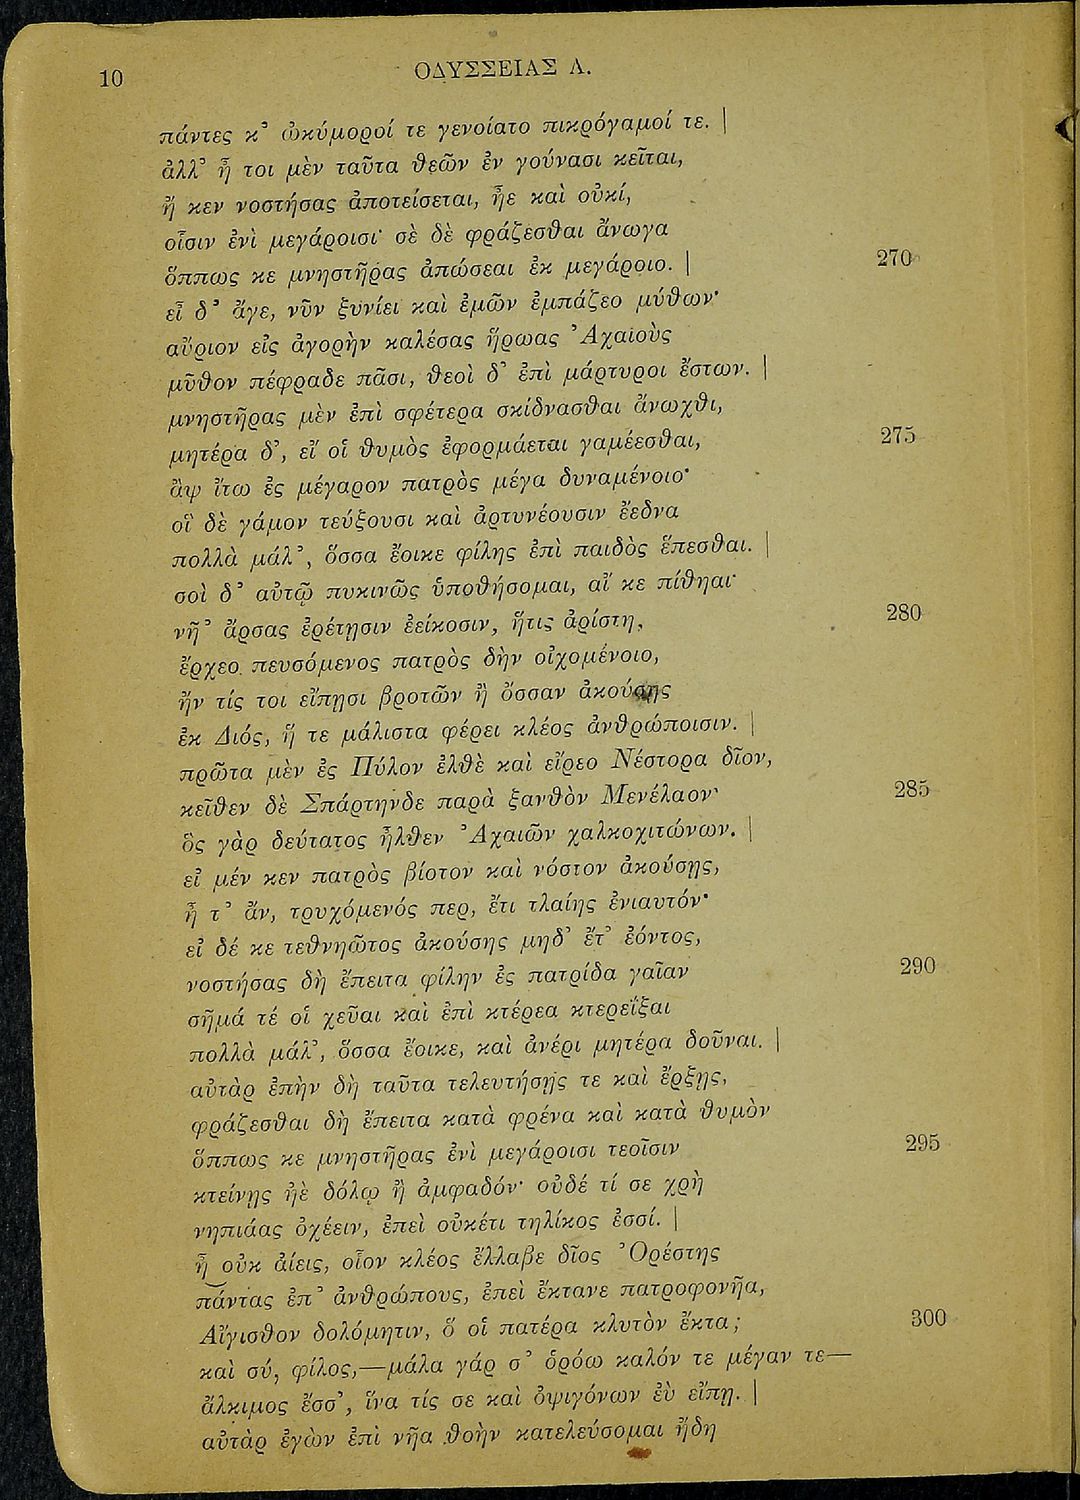 10 ΟΔΥΣΣΕΙΑΣ Α.
πάντες κ᾽ ὠκύμοροί τε γενοίατο πικρόγαμοί τε. |
ἀλλ᾽ ἦ τοι μὲν ταῦτα θεῶν ἐν γούνασι κεῖται,
ἤ κεν νοστήσας ἀποτείσεται, ἦε καὶ οὐκί,
οἷσιν ἐνὶ μεγάροισι· σὲ δὲ φράζεσθαι ἄνωγα
ὅππως κε μνηστῆρας ἀπώσεαι ἐκ μεγάροιο. | 270
εἰ δ᾽ ἄγε, νῦν ξυνίει καὶ ἐμῶν ἐμπάζεο μύθων·
αὔριον εἰς ἀγορὴν καλέσας ἥρωας Ἀχαιοὺς
μῦθον πέφραδε πᾶσι, θεοὶ δ᾽ ἐπὶ μάρτυροι ἔστων. |
μνηστῆρας μὲν ἐπὶ σφέτερα σκίδνασθαι ἄνωχθι,
μητέρα δ᾽, εἴ οἱ θυμὸς ἐφορμάεται γαμέεσθαι, 275
ἂψ ἴτω ἐς μέγαρον πατρὸς μέγα δυναμένοιο·
οἳ δὲ γάμον τεύξουσι καὶ ἀρτυνέουσιν ἔεδνα
πολλὰ μάλ᾽, ὅσσα ἔοικε φίλης ἐπὶ παιδὸς ἕπεσθαι. |
σοὶ δ᾽ αὐτῷ πυκινῶς ὑποθήσομαι, αἴ κε πίθηαι·
νῆ᾽ ἄρσας ἐρέτῃσιν ἐείκοσιν, ἥτις ἀρίστη, 280
ἔρχεο πευσόμενος πατρὸς δὴν οἰχομένοιο,
ἤν τίς τοι εἴπῃσι βροτῶν ἢ ὄσσαν ἀκούσῃς
ἐκ Διός, ἥ τε μάλιστα φέρει κλέος ἀνθρώποισιν. |
πρῶτα μὲν ἐς Πύλον ἐλθὲ καὶ εἴρεο Νέστορα δῖον,
κεῖθεν δὲ Σπάρτηνδε παρὰ ξανθὸν Μενέλαον· 285
ὃς γὰρ δεύτατος ἦλθεν Ἀχαιῶν χαλκοχιτώνων. |
εἰ μέν κεν πατρὸς βίοτον καὶ νόστον ἀκούσῃς,
ἦ τ᾽ ἄν, τρυχόμενός περ, ἔτι τλαίης ἐνιαυτόν·
εἰ δέ κε τεθνηῶτος ἀκούσῃς μηδ᾽ ἔτ᾽ ἐόντος,
νοστήσας δὴ ἔπειτα φίλην ἐς πατρίδα γαῖαν 290
σῆμά τέ οἱ χεῦαι καὶ ἐπὶ κτέρεα κτερεΐξαι
πολλὰ μάλ᾽, ὅσσα ἔοικε, καὶ ἀνέρι μητέρα δοῦναι. |
αὐτὰρ ἐπὴν δὴ ταῦτα τελευτήσῃς τε καὶ ἔρξῃς,
φράζεσθαι δὴ ἔπειτα κατὰ φρένα καὶ κατὰ θυμὸν
ὅππως κε μνηστῆρας ἐνὶ μεγάροισι τεοῖσιν 295
κτείνῃς ἠὲ δόλῳ ἢ ἀμφαδόν· οὐδέ τί σε χρὴ
νηπιάας ὀχέειν, ἐπεὶ οὐκέτι τηλίκος ἐσσί. |
ἢ οὐκ ἀίεις, οἷον κλέος ἔλλαβε δῖος Ὀρέστης
πάντας ἐπ᾽ ἀνθρώπους, ἐπεὶ ἔκτανε πατροφονῆα,
Αἴγισθον δολόμητιν, ὅ οἱ πατέρα κλυτὸν ἔκτα; 300
καὶ σύ, φίλος,—μάλα γάρ σ᾽ ὁρόω καλόν τε μέγαν τε—
ἄλκιμος ἔσσ᾽, ἵνα τίς σε καὶ ὀψιγόνων ἐὺ εἴπῃ. |
αὐτὰρ ἐγὼν ἐπὶ νῆα θοὴν κατελεύσομαι ἤδη